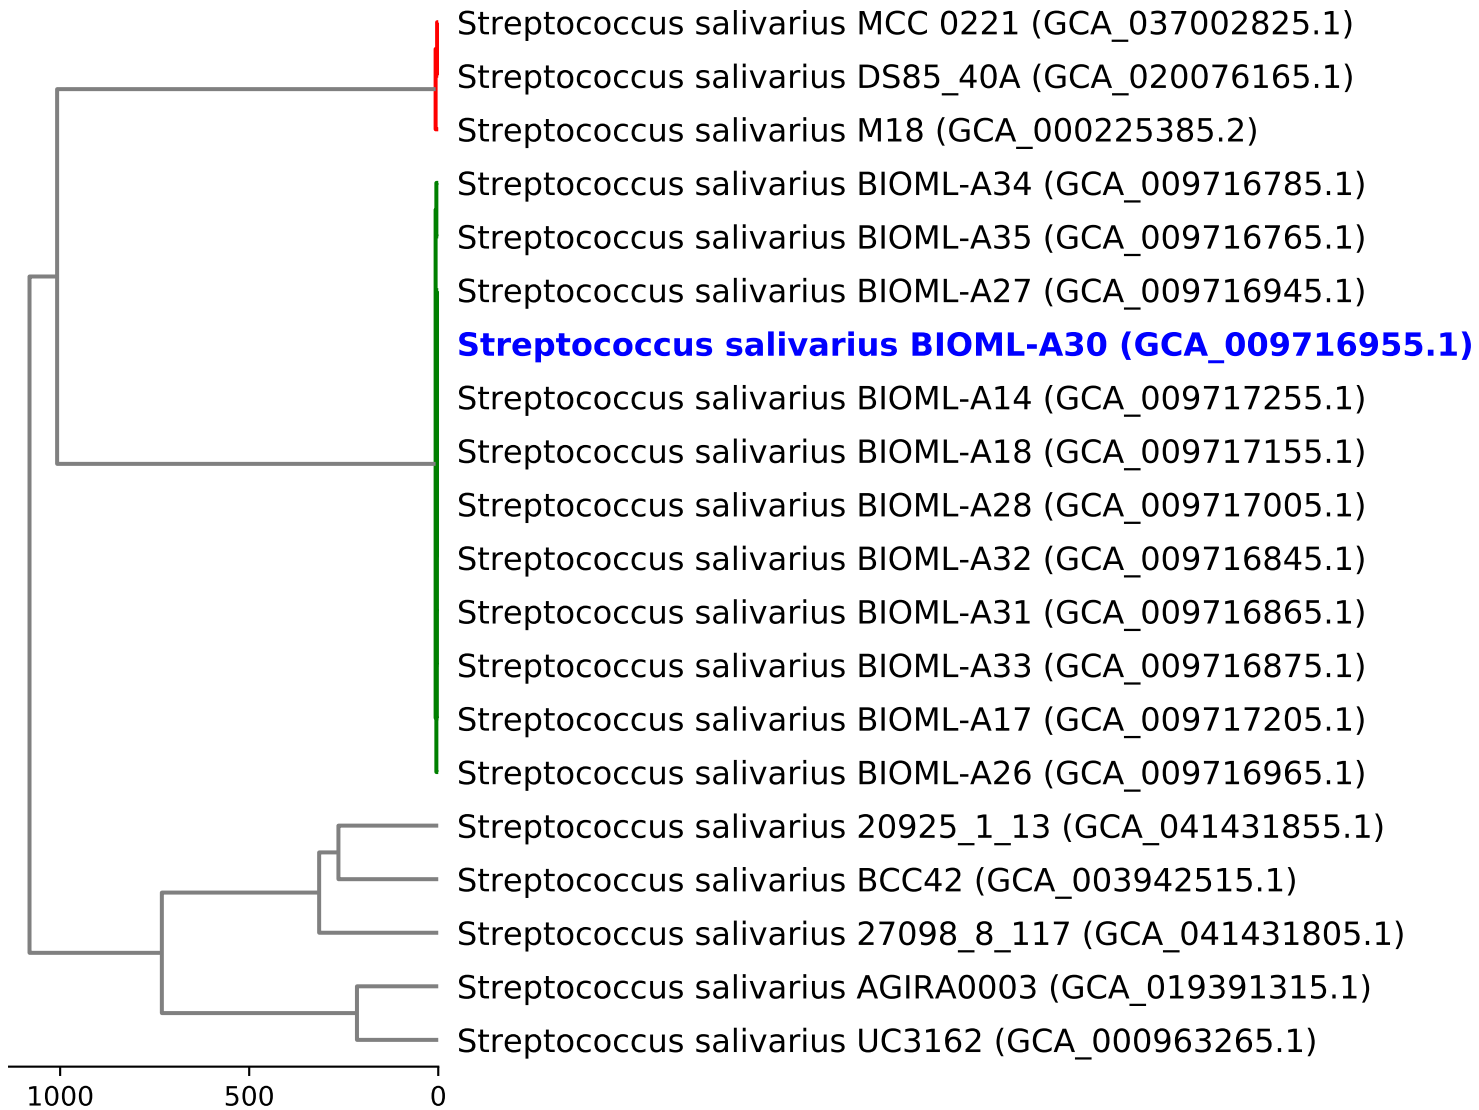 Streptococcus salivarius MCC 0221 (GCA_037002825.1)
Streptococcus salivarius DS85_40A (GCA_020076165.1)
Streptococcus salivarius M18 (GCA_000225385.2)
Streptococcus salivarius BIOML-A34 (GCA_009716785.1)
Streptococcus salivarius BIOML-A35 (GCA_009716765.1)
Streptococcus salivarius BIOML-A27 (GCA_009716945.1)
Streptococcus salivarius BIOML-A30 (GCA_009716955.1)
Streptococcus salivarius BIOML-A14 (GCA_009717255.1)
Streptococcus salivarius BIOML-A18 (GCA_009717155.1)
Streptococcus salivarius BIOML-A28 (GCA_009717005.1)
Streptococcus salivarius BIOML-A32 (GCA_009716845.1)
Streptococcus salivarius BIOML-A31 (GCA_009716865.1)
Streptococcus salivarius BIOML-A33 (GCA_009716875.1)
Streptococcus salivarius BIOML-A17 (GCA_009717205.1)
Streptococcus salivarius BIOML-A26 (GCA_009716965.1)
Streptococcus salivarius 20925_1_13 (GCA_041431855.1)
Streptococcus salivarius BCC42 (GCA_003942515.1)
Streptococcus salivarius 27098_8_117 (GCA_041431805.1)
Streptococcus salivarius AGIRA0003 (GCA_019391315.1)
Streptococcus salivarius UC3162 (GCA_000963265.1)
1000 500 0